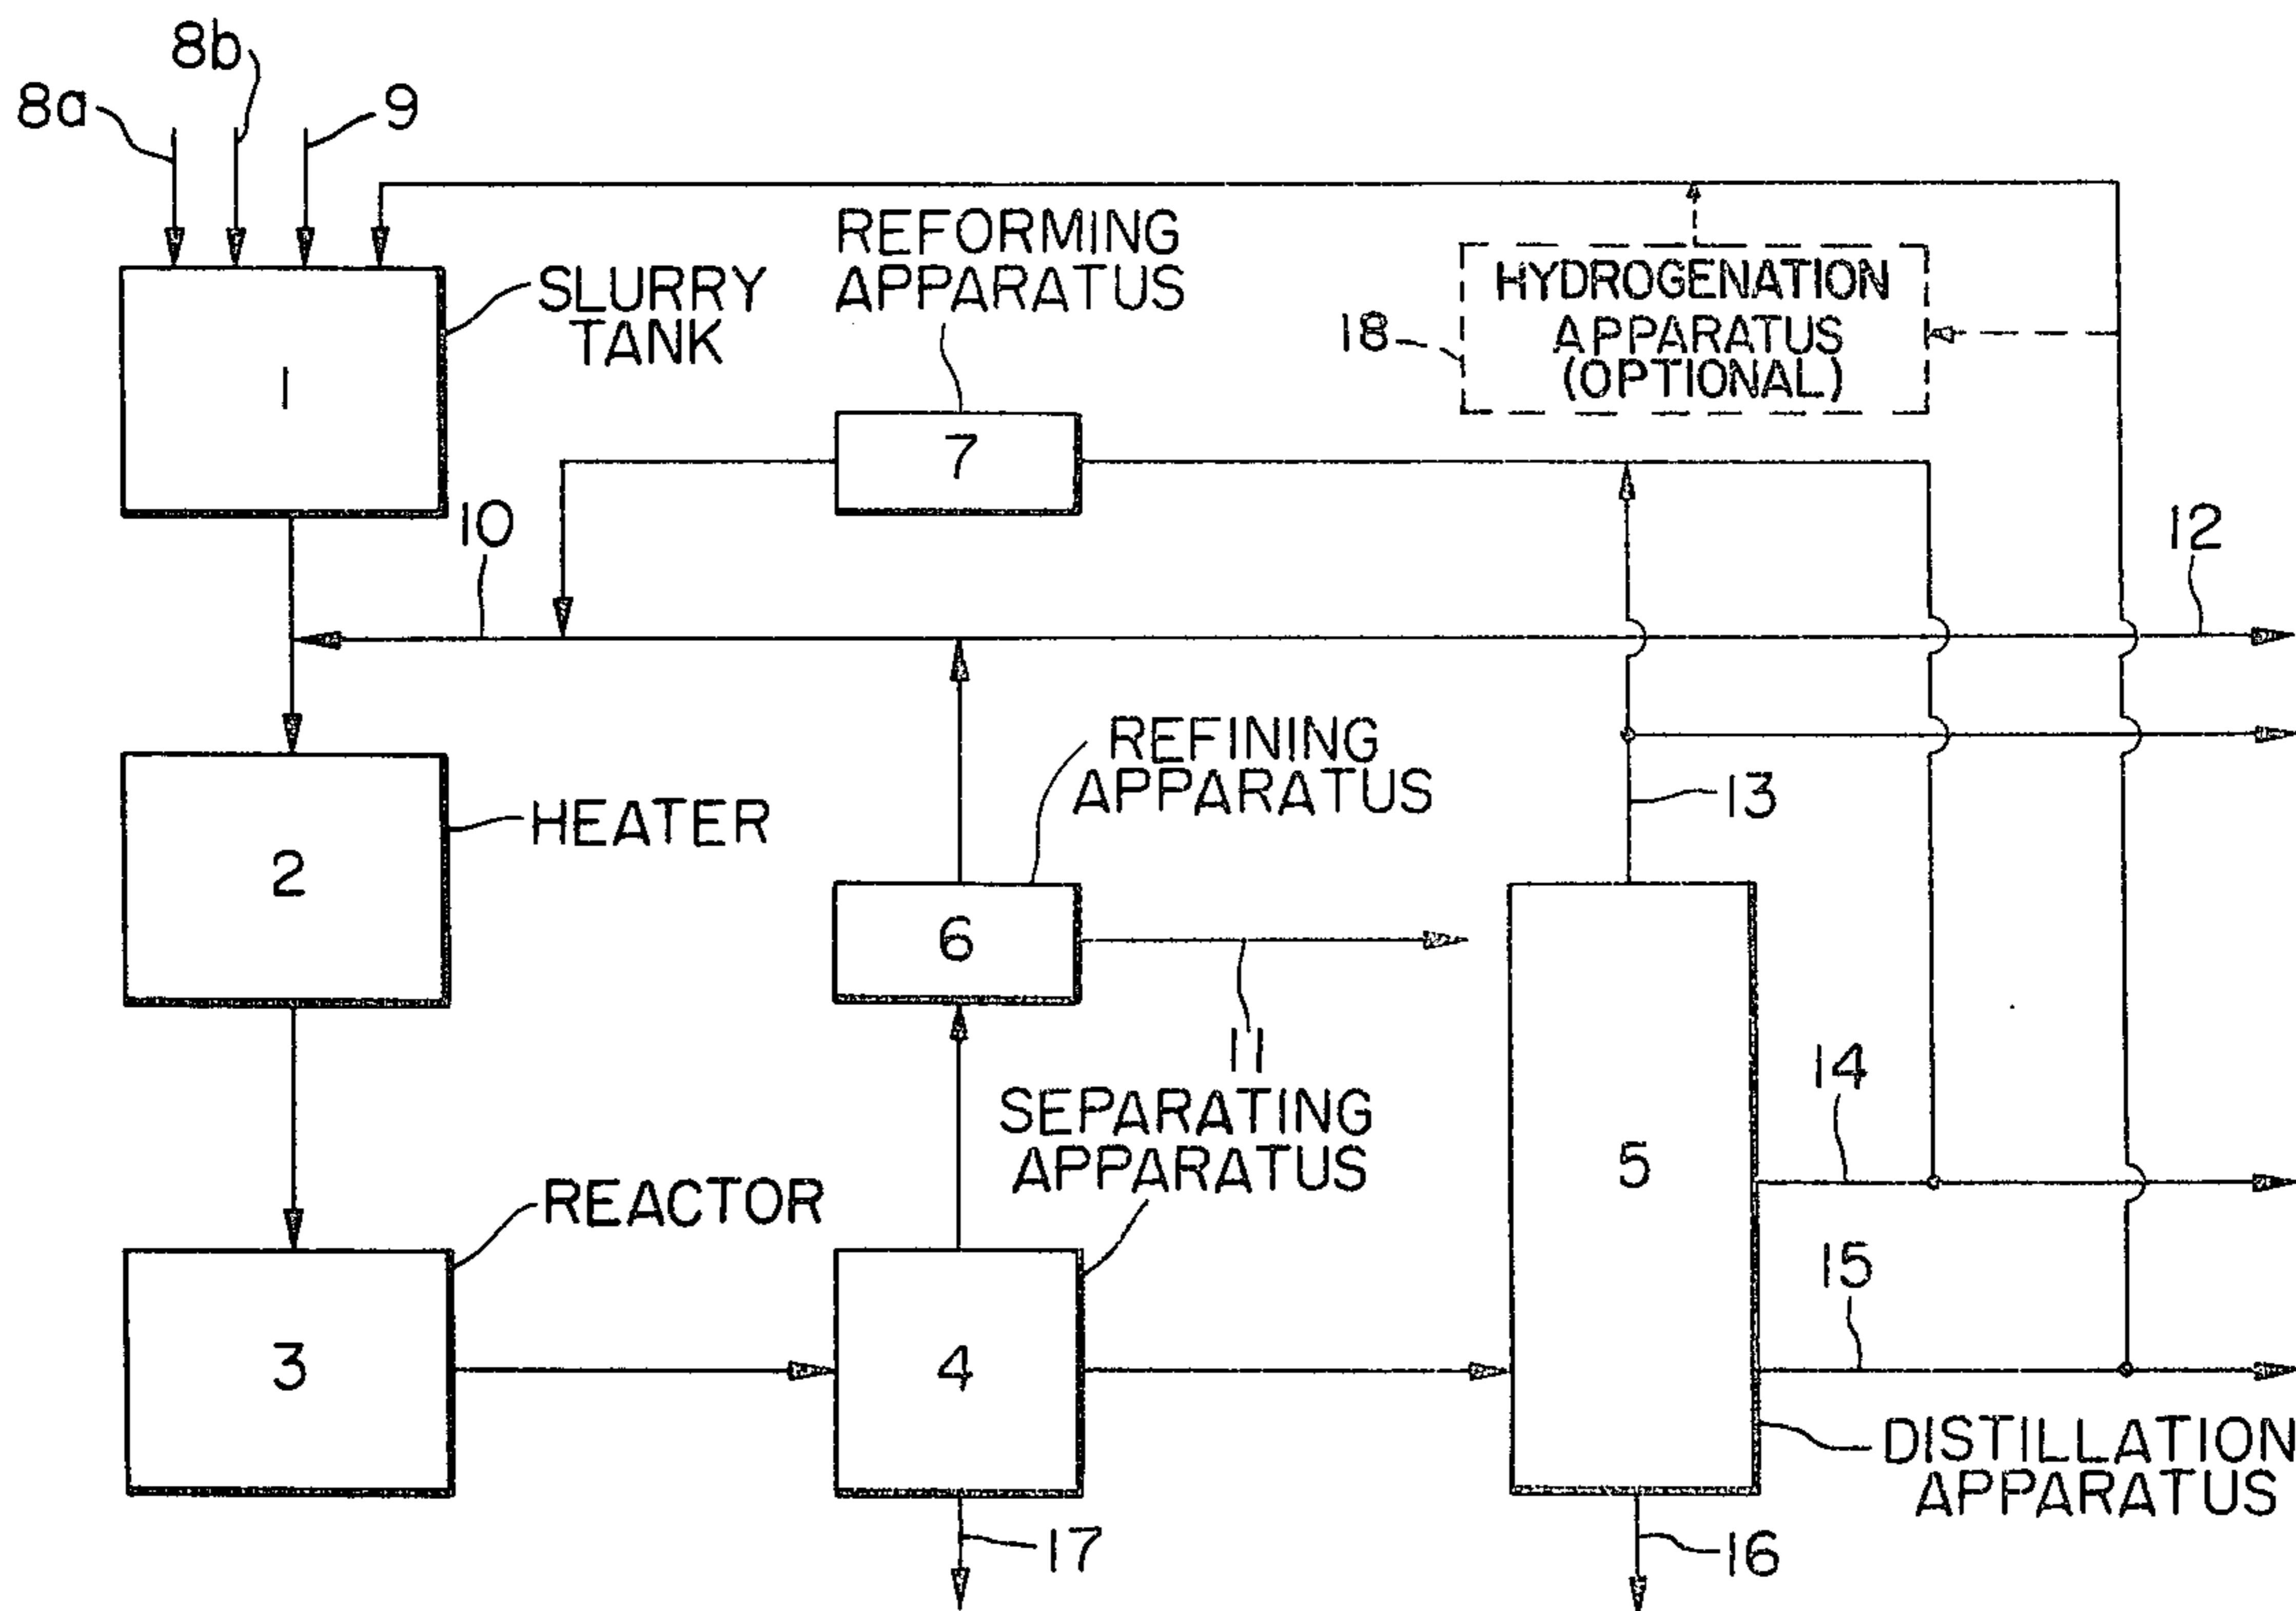 8b
8a
9
REFORMING
APPARATUS
SLURRY
TANK
HYDROGENATION
APPARATUS
(OPTIONAL)
18
1
7
10
12
REFINING
APPARATUS
13
HEATER
2
6
11
14
SEPARATING
APPARATUS
5
REACTOR
15
3
4
DISTILLATION
APPARATUS
17
16